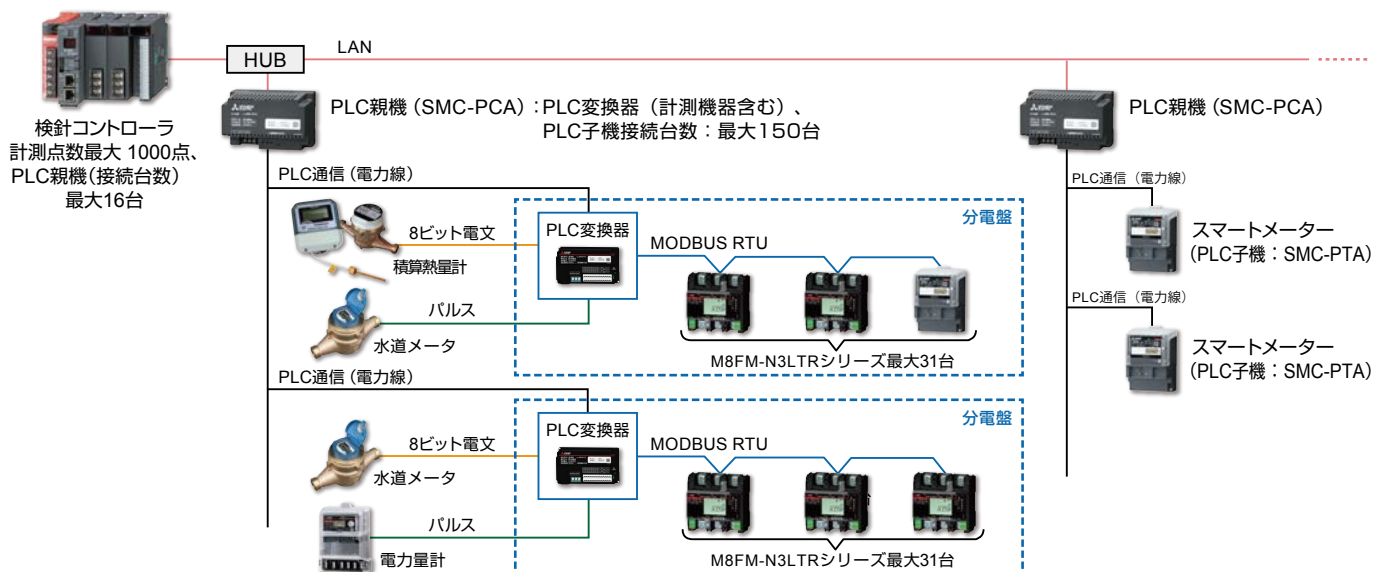 HUB
LAN
検針コントローラ
計測点数最大 1000点、
PLC親機(接続台数)
最大16台
PLC親機(SMC-PCA):PLC変換器(計測機器含む)、
PLC子機接続台数:最大150台
PLC親機(SMC-PCA)
PLC通信(電力線)
8ビット電文
積算熱量計
パルス
水道メータ
分電盤
PLC変換器
MODBUS RTU
M8FM-N3LTRシリーズ最大31台
PLC通信(電力線)
8ビット電文
水道メータ
パルス
電力量計
分電盤
PLC変換器
MODBUS RTU
M8FM-N3LTRシリーズ最大31台
PLC通信(電力線)
スマートメーター
(PLC子機:SMC-PTA)
PLC通信(電力線)
スマートメーター
(PLC子機:SMC-PTA)